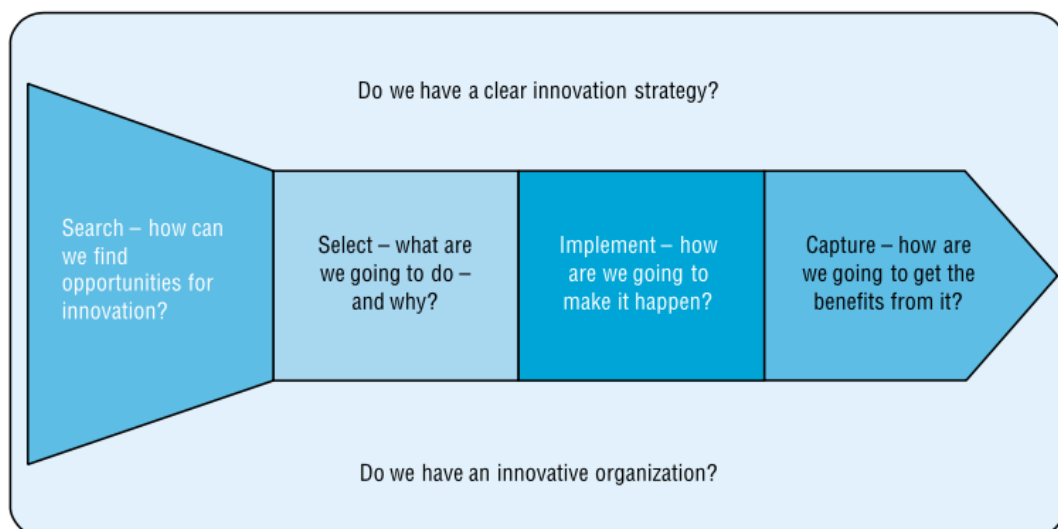 Do we have a clear innovation strategy?
Search – how can
we find
opportunities for
innovation?
Select – what are
we going to do –
and why?
Implement – how
are we going to
make it happen?
Capture – how are
we going to get the
benefits from it?
Do we have an innovative organization?